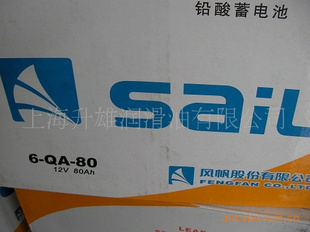 铅酸蓄电池
sail
上海升雄润滑油有限公司
6-QA-80
12V 80Ah
风帆股份有限公司
FENGFAN CO.,LTD
LEAD